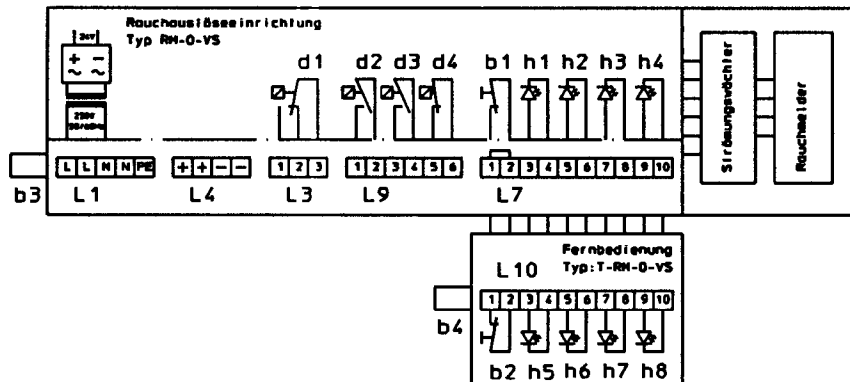 Rauchauslöseeinrichtung
Typ RM-O-VS
24V
+ −
~ ~
230V
50/60Hz
d1 d2 d3 d4 b1 h1 h2 h3 h4
Strömungswächter
Rauchmelder
L L N N PE
+ + − −
1 2 3
1 2 3 4 5 6
1 2 3 4 5 6 7 8 9 10
b3 L1 L4 L3 L9 L7
Fernbedienung
Typ:T-RM-O-VS
L10
1 2 3 4 5 6 7 8 9 10
b4
b2 h5 h6 h7 h8